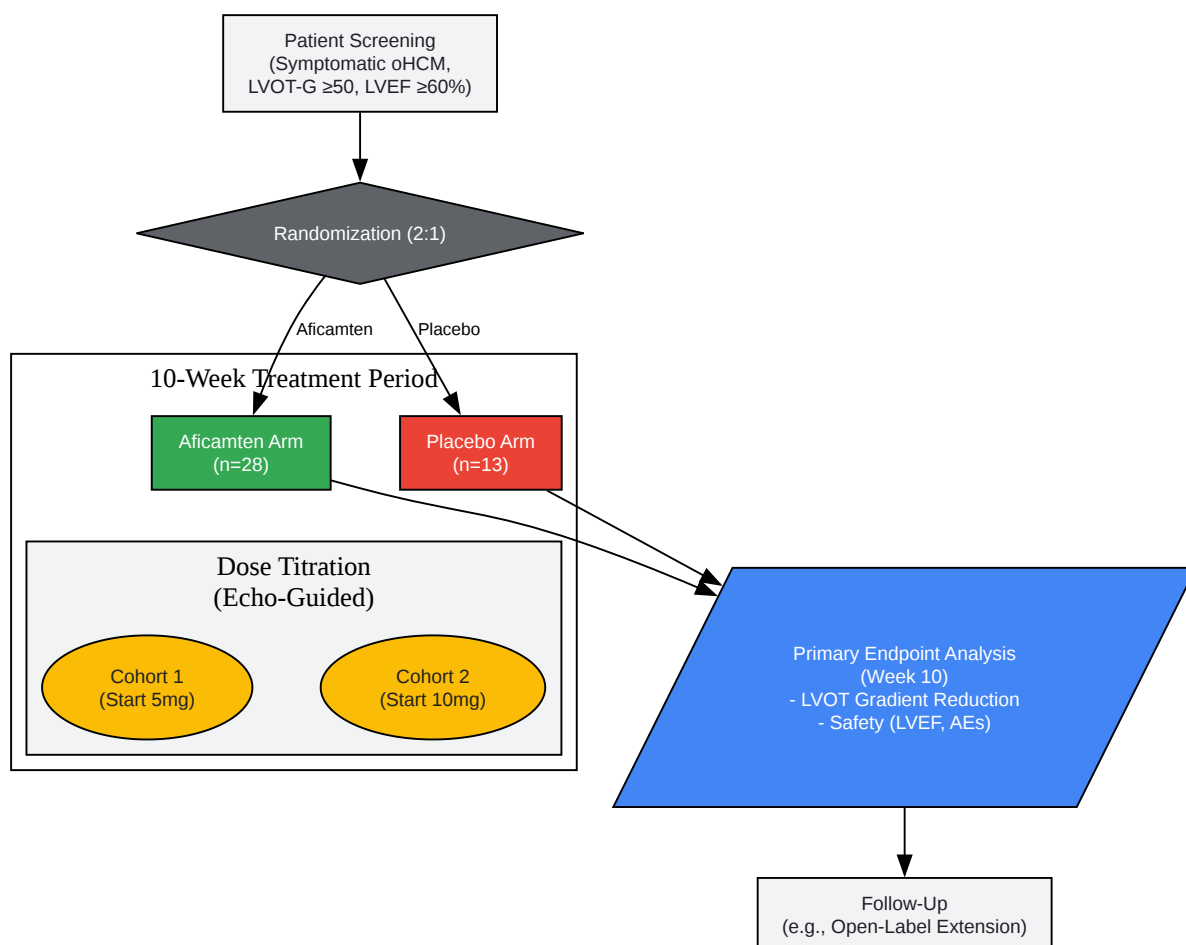 Patient Screening
(Symptomatic oHCM,
LVOT-G ≥50, LVEF ≥60%)
Randomization (2:1)
Aficamten
Placebo
10-Week Treatment Period
Aficamten Arm
(n=28)
Placebo Arm
(n=13)
Dose Titration
(Echo-Guided)
Cohort 1
(Start 5mg)
Cohort 2
(Start 10mg)
Primary Endpoint Analysis
(Week 10)
- LVOT Gradient Reduction
- Safety (LVEF, AEs)
Follow-Up
(e.g., Open-Label Extension)